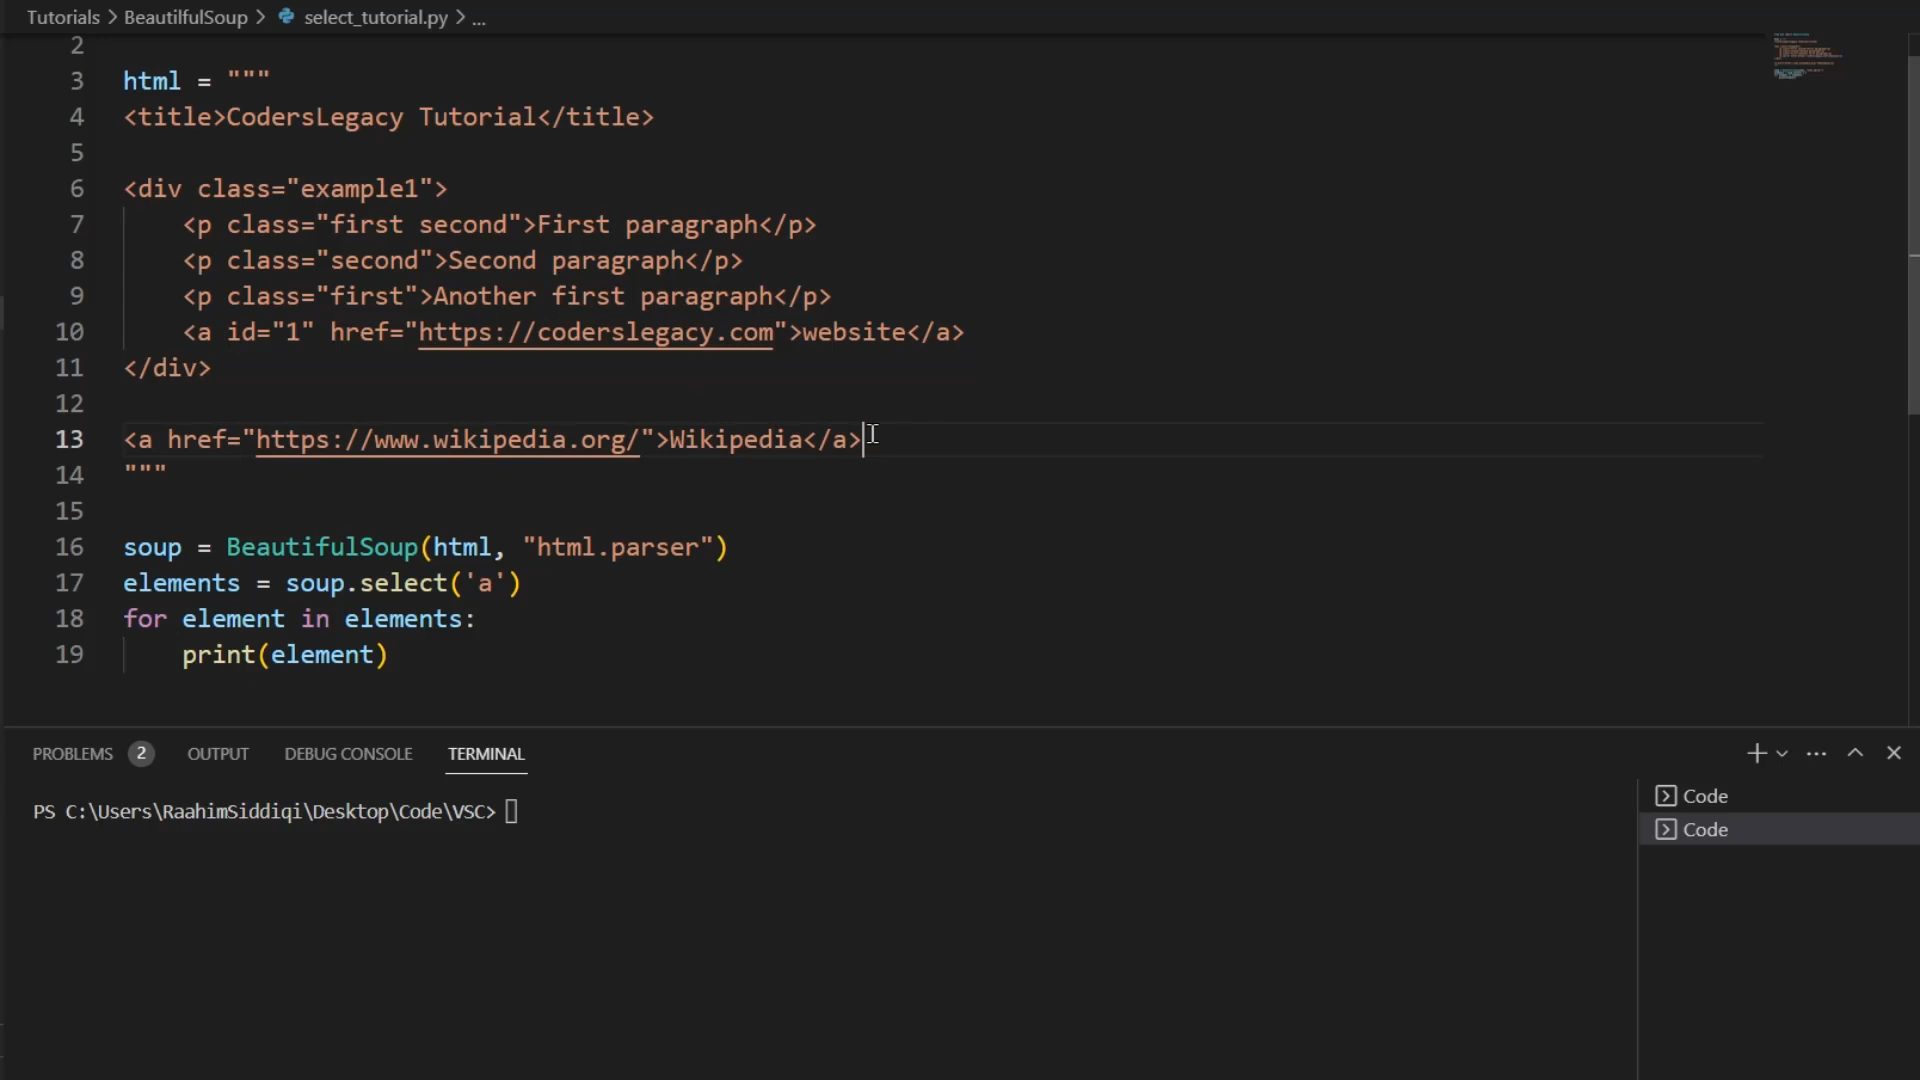 Tutorials > BeautilfulSoup > select_tutorial.py > ...
2
3 html = """
4 <title>CodersLegacy Tutorial</title>
5
6 <div class="example1">
7     <p class="first second">First paragraph</p>
8     <p class="second">Second paragraph</p>
9     <p class="first">Another first paragraph</p>
10     <a id="1" href="https://coderslegacy.com">website</a>
11 </div>
12
13 <a href="https://www.wikipedia.org/">Wikipedia</a>
14 """
15
16 soup = BeautifulSoup(html, "html.parser")
17 elements = soup.select('a')
18 for element in elements:
19     print(element)
PROBLEMS 2 OUTPUT DEBUG CONSOLE TERMINAL
PS C:\Users\RaahimSiddiqi\Desktop\Code\VSC>
Code
Code